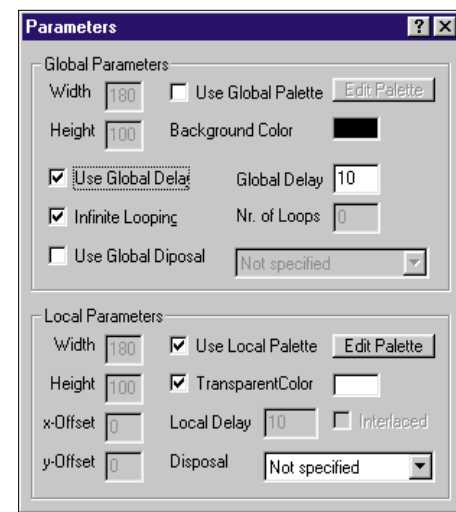 Parameters ? X
Global Parameters
Width 180 Use Global Palette Edit Palette
Height 100 Background Color
Use Global Delay Global Delay 10
Infinite Looping Nr. of Loops 0
Use Global Diposal Not specified
Local Parameters
Width 180 Use Local Palette Edit Palette
Height 100 TransparentColor
x-Offset 0 Local Delay 10 Interlaced
y-Offset 0 Disposal Not specified